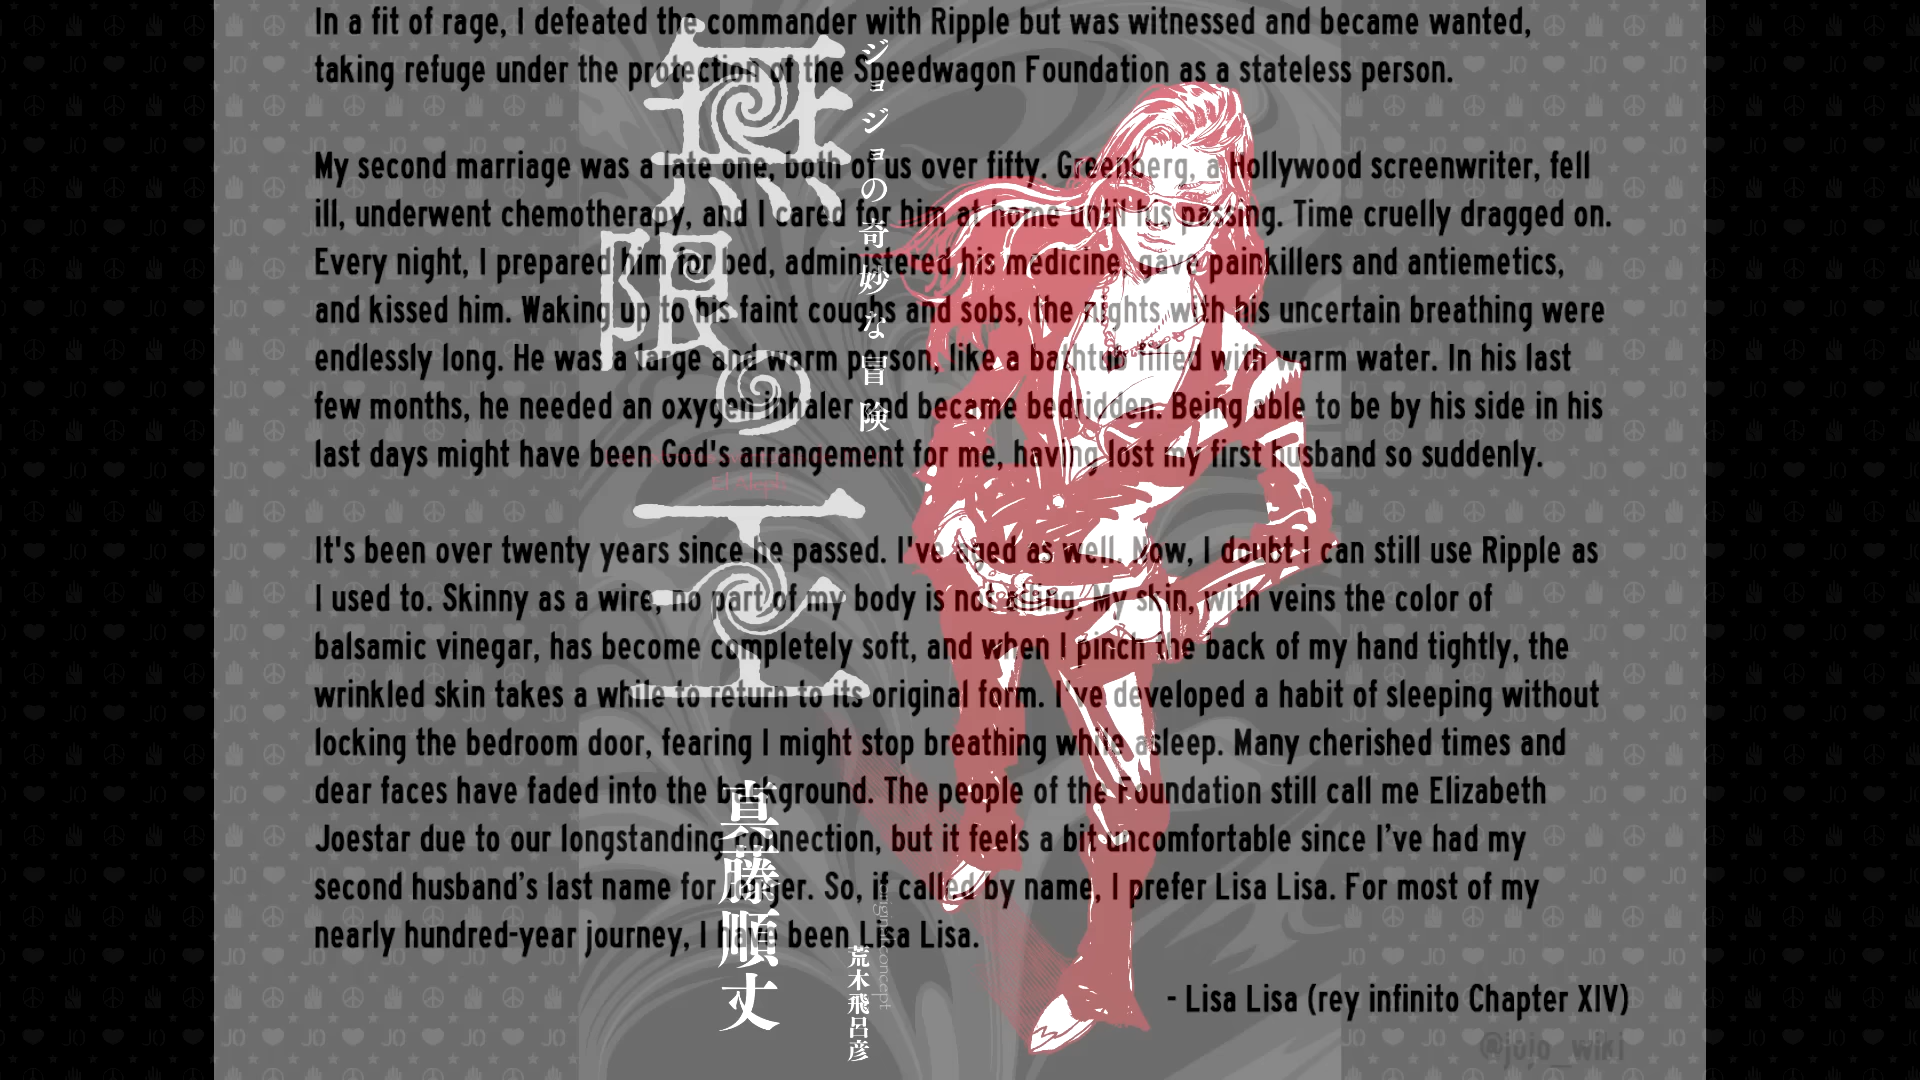 In a fit of rage, I defeated the commander with Ripple but was witnessed and became wanted,
taking refuge under the protection of the Speedwagon Foundation as a stateless person.
My second marriage was a late one, both of us over fifty. Greenberg, a Hollywood screenwriter, fell
ill, underwent chemotherapy, and I cared for him at home until his passing. Time cruelly dragged on.
Every night, I prepared him for bed, administered his medicine, gave painkillers and antiemetics,
and kissed him. Waking up to his faint coughs and sobs, the nights with his uncertain breathing were
endlessly long. He was a large and warm person, like a bathtub filled with warm water. In his last
few months, he needed an oxygen inhaler and became bedridden. Being able to be by his side in his
last days might have been God's arrangement for me, having lost my first husband so suddenly.
It's been over twenty years since he passed. I've aged as well. Now, I doubt I can still use Ripple as
I used to. Skinny as a wire, no part of my body is not aling. My skin, with veins the color of
balsamic vinegar, has become completely soft, and when I pinch the back of my hand tightly, the
wrinkled skin takes a while to return to its original form. I've developed a habit of sleeping without
locking the bedroom door, fearing I might stop breathing while asleep. Many cherished times and
dear faces have faded into the background. The people of the Foundation still call me Elizabeth
Joestar due to our longstanding connection, but it feels a bit uncomfortable since I’ve had my
second husband’s last name for longer. So, if called by name, I prefer Lisa Lisa. For most of my
nearly hundred-year journey, I have been Lisa Lisa.
- Lisa Lisa (rey infinito Chapter XIV)
@jojo_wiki
ジョジョの奇妙な冒険
無限の王
真藤順丈
original concept
荒木飛呂彦